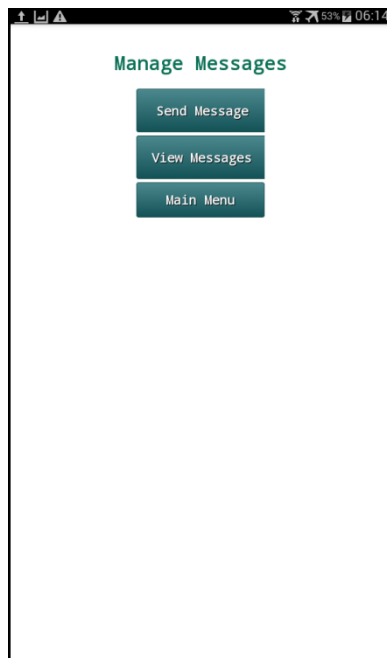 53% 06:14
Manage Messages
Send Message
View Messages
Main Menu